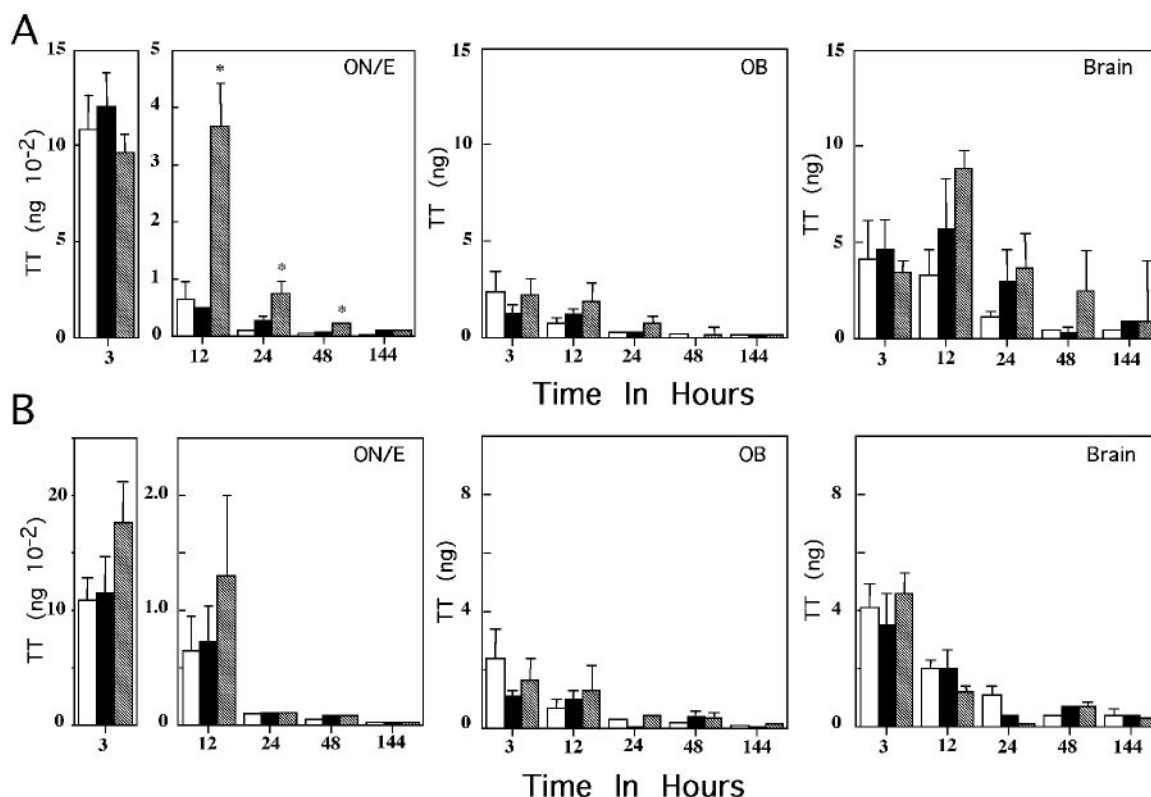 A
15
10
5
0
TT (ng 10-2)
3
5
4
3
2
1
0
ON/E
*
*
*
12 24 48 144
15
10
5
0
TT (ng)
OB
3 12 24 48 144
15
10
5
0
TT (ng)
Brain
3 12 24 48 144
Time In Hours
B
20
10
0
TT (ng 10-2)
3
2.0
1.0
0
ON/E
12 24 48 144
8
4
0
TT (ng)
OB
3 12 24 48 144
8
4
0
TT (ng)
Brain
3 12 24 48 144
Time In Hours